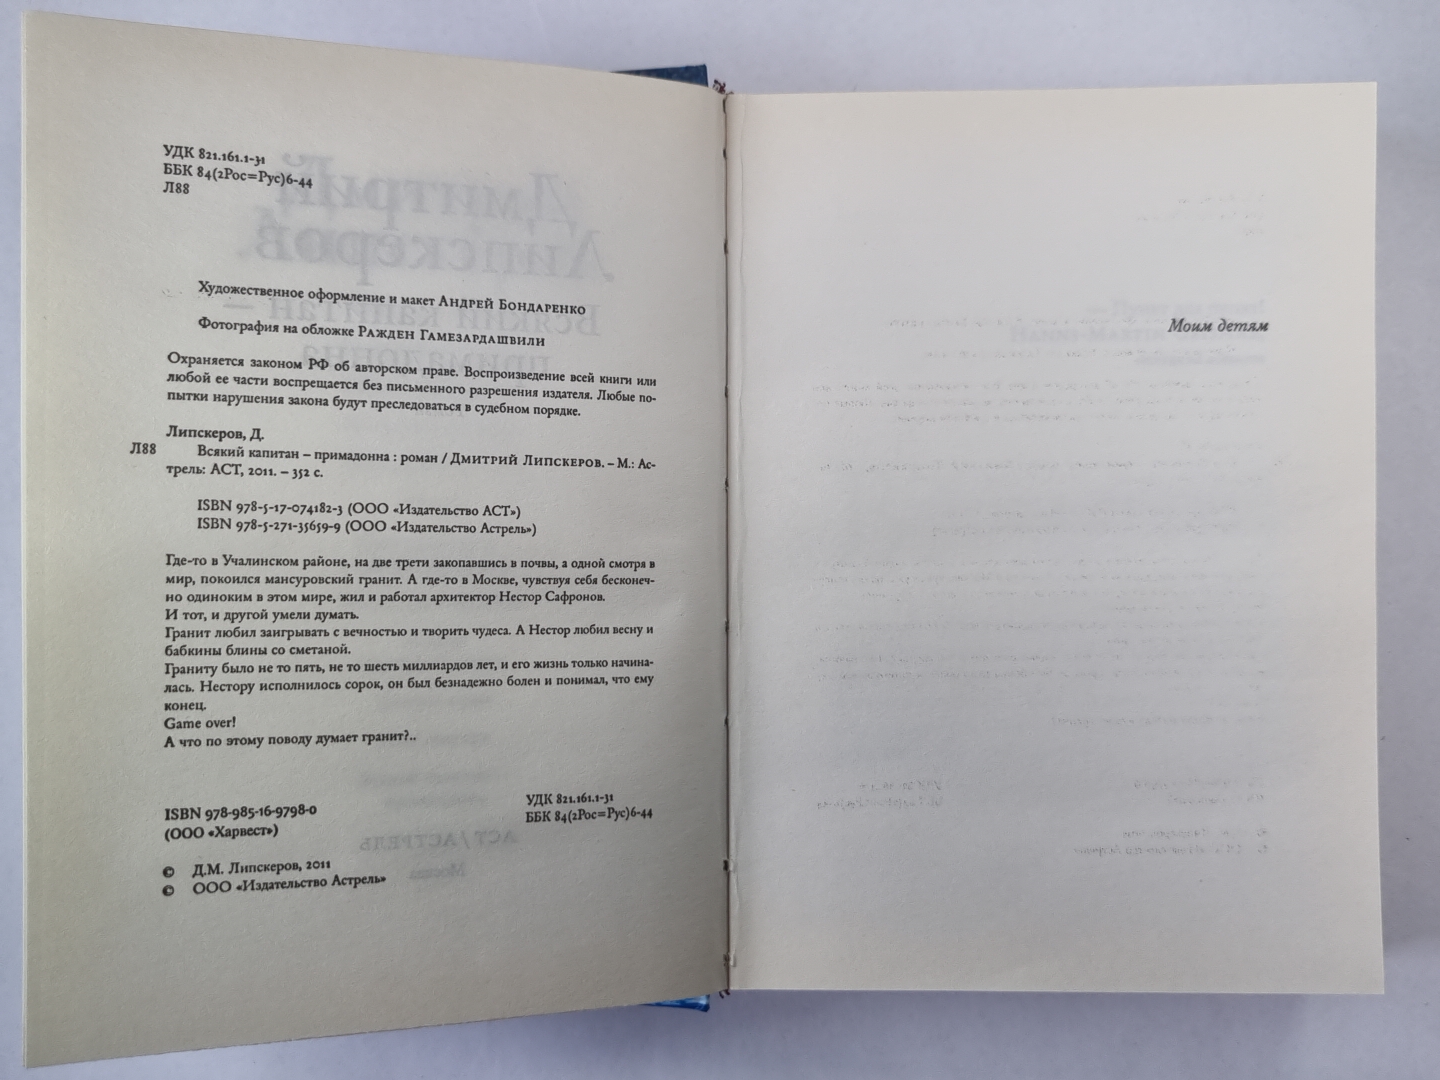 УДК 821.161.1-31
ББК 84(2Рос=Рус)6-44
Л88
Художественное оформление и макет АНДРЕЙ БОНДАРЕНКО
Фотография на обложке РАЖДЕН ГАМЕЗАРДАШВИЛИ
Охраняется законом РФ об авторском праве. Воспроизведение всей книги или
любой ее части воспрещается без письменного разрешения издателя. Любые по-
пытки нарушения закона будут преследоваться в судебном порядке.
Липскеров, Д.
Л88 Всякий капитан – примадонна : роман / ДМИТРИЙ ЛИПСКЕРОВ. – М.: Ас-
трель: АСТ, 2011. – 352 с.
ISBN 978-5-17-074182-3 (ООО «Издательство АСТ»)
ISBN 978-5-271-35659-9 (ООО «Издательство Астрель»)
Где-то в Учалинском районе, на две трети закопавшись в почвы, а одной смотря в
мир, покоился мансуровский гранит. А где-то в Москве, чувствуя себя бесконеч-
но одиноким в этом мире, жил и работал архитектор Нестор Сафронов.
И тот, и другой умели думать.
Гранит любил заигрывать с вечностью и творить чудеса. А Нестор любил весну и
бабкины блины со сметаной.
Граниту было не то пять, не то шесть миллиардов лет, и его жизнь только начина-
лась. Нестору исполнилось сорок, он был безнадежно болен и понимал, что ему
конец.
Game over!
А что по этому поводу думает гранит?..
УДК 821.161.1-31
ББК 84(2Рос=Рус)6-44
ISBN 978-985-16-9798-0
(ООО «Харвест»)
© Д.М. Липскеров, 2011
© ООО «Издательство Астрель»
Моим детям